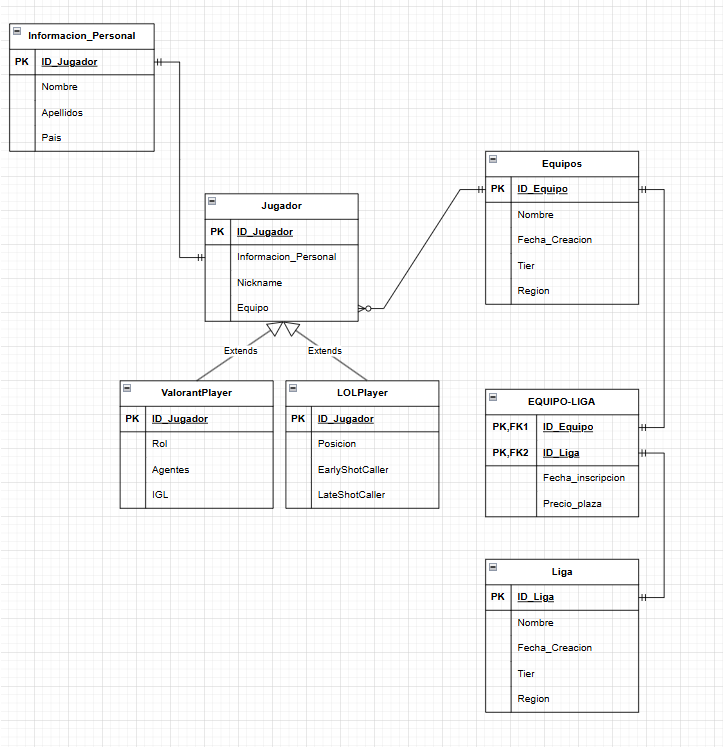 Informacion_Personal
PK ID_Jugador
Nombre
Apellidos
Pais
Jugador
PK ID_Jugador
Informacion_Personal
Nickname
Equipo
Extends
Extends
ValorantPlayer
PK ID_Jugador
Rol
Agentes
IGL
LOLPlayer
PK ID_Jugador
Posicion
EarlyShotCaller
LateShotCaller
Equipos
PK ID_Equipo
Nombre
Fecha_Creacion
Tier
Region
EQUIPO-LIGA
PK,FK1 ID_Equipo
PK,FK2 ID_Liga
Fecha_inscripcion
Precio_plaza
Liga
PK ID_Liga
Nombre
Fecha_Creacion
Tier
Region